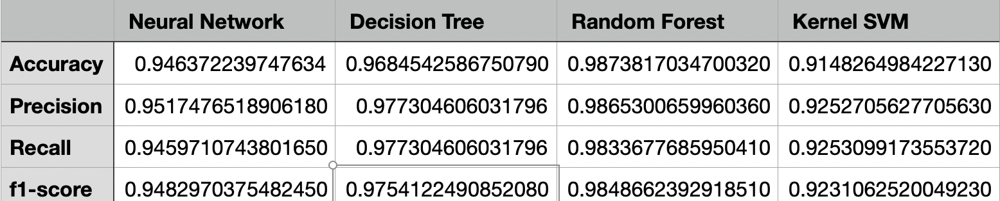 Neural Network Decision Tree Random Forest Kernel SVM
Accuracy 0.946372239747634 0.9684542586750790 0.9873817034700320 0.9148264984227130
Precision 0.9517476518906180 0.977304606031796 0.9865300659960360 0.9252705627705630
Recall 0.9459710743801650 0.977304606031796 0.9833677685950410 0.9253099173553720
f1-score 0.9482970375482450 0.9754122490852080 0.9848662392918510 0.9231062520049230